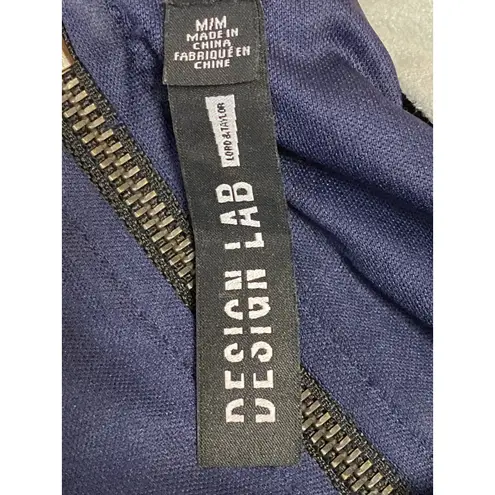 M/M
MADE IN
CHINA
FABRIQUÉ EN
CHINE
LORD & TAYLOR
DESIGN LAB